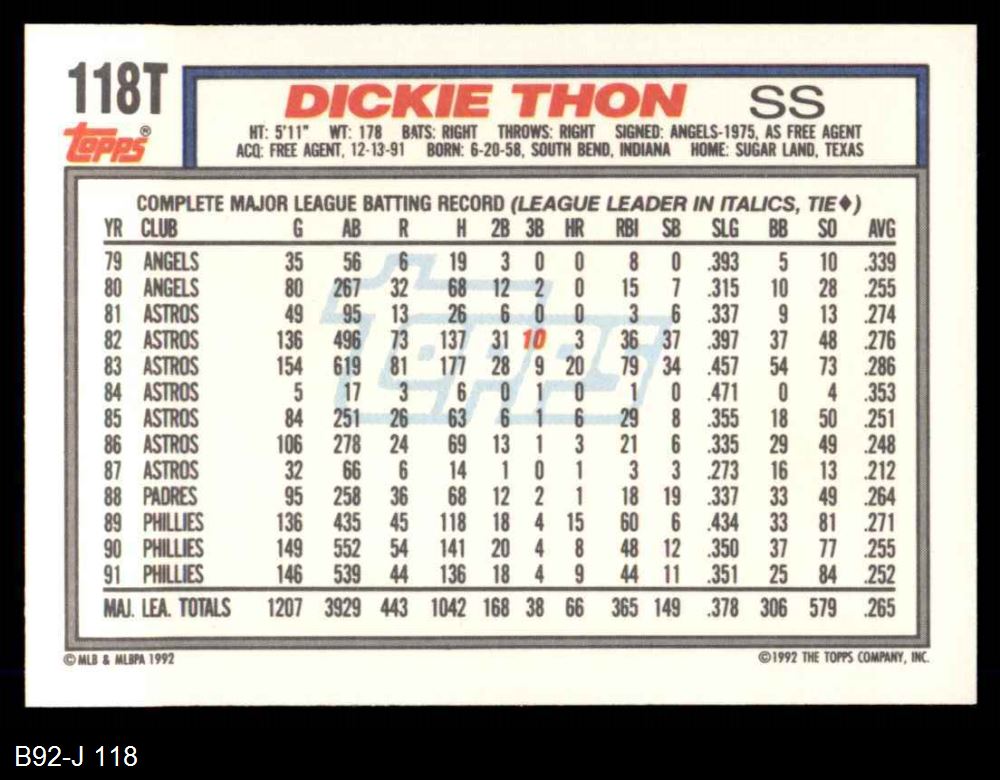 118T
Topps®
DICKIE THON SS
HT: 5'11" WT: 178 BATS: RIGHT THROWS: RIGHT SIGNED: ANGELS-1975, AS FREE AGENT
ACQ: FREE AGENT, 12-13-91 BORN: 6-20-58, SOUTH BEND, INDIANA HOME: SUGAR LAND, TEXAS
COMPLETE MAJOR LEAGUE BATTING RECORD (LEAGUE LEADER IN ITALICS, TIE♦)
YR CLUB G AB R H 2B 3B HR RBI SB SLG BB SO AVG
79 ANGELS 35 56 6 19 3 0 0 8 0 .393 5 10 .339
80 ANGELS 80 267 32 68 12 2 0 15 7 .315 10 28 .255
81 ASTROS 49 95 13 26 6 0 0 3 6 .337 9 13 .274
82 ASTROS 136 496 73 137 31 10 3 36 37 .397 37 48 .276
83 ASTROS 154 619 81 177 28 9 20 79 34 .457 54 73 .286
84 ASTROS 5 17 3 6 0 1 0 1 0 .471 0 4 .353
85 ASTROS 84 251 26 63 6 1 6 29 8 .355 18 50 .251
86 ASTROS 106 278 24 69 13 1 3 21 6 .335 29 49 .248
87 ASTROS 32 66 6 14 1 0 1 3 3 .273 16 13 .212
88 PADRES 95 258 36 68 12 2 1 18 19 .337 33 49 .264
89 PHILLIES 136 435 45 118 18 4 15 60 6 .434 33 81 .271
90 PHILLIES 149 552 54 141 20 4 8 48 12 .350 37 77 .255
91 PHILLIES 146 539 44 136 18 4 9 44 11 .351 25 84 .252
MAJ. LEA. TOTALS 1207 3929 443 1042 168 38 66 365 149 .378 306 579 .265
Topps
© MLB & MLBPA 1992 ©1992 THE TOPPS COMPANY, INC.
B92-J 118